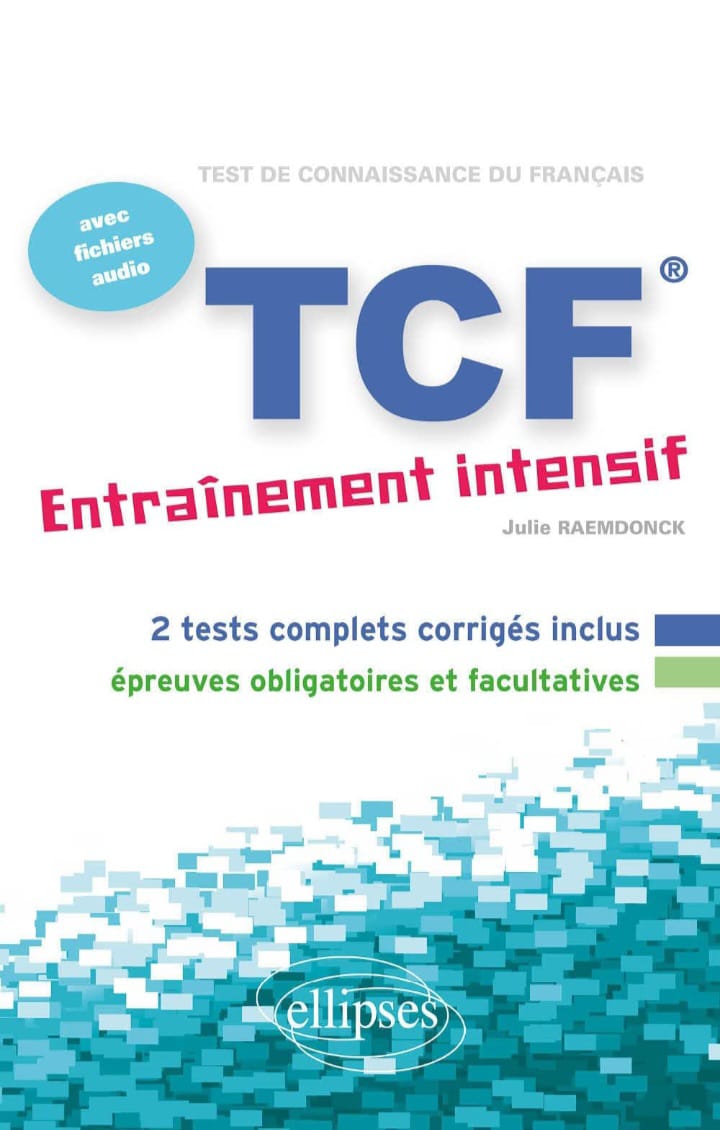 TEST DE CONNAISSANCE DU FRANÇAIS
avec
fichiers
audio
TCF®
Entraînement intensif
Julie RAEMDONCK
2 tests complets corrigés inclus
épreuves obligatoires et facultatives
ellipses